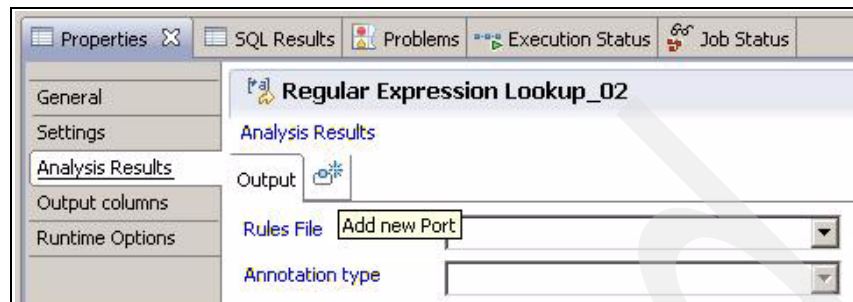 Properties SQL Results Problems Execution Status Job Status
General
Settings
Analysis Results
Output columns
Runtime Options
Regular Expression Lookup_02
Analysis Results
Output
Add new Port
Rules File
Annotation type